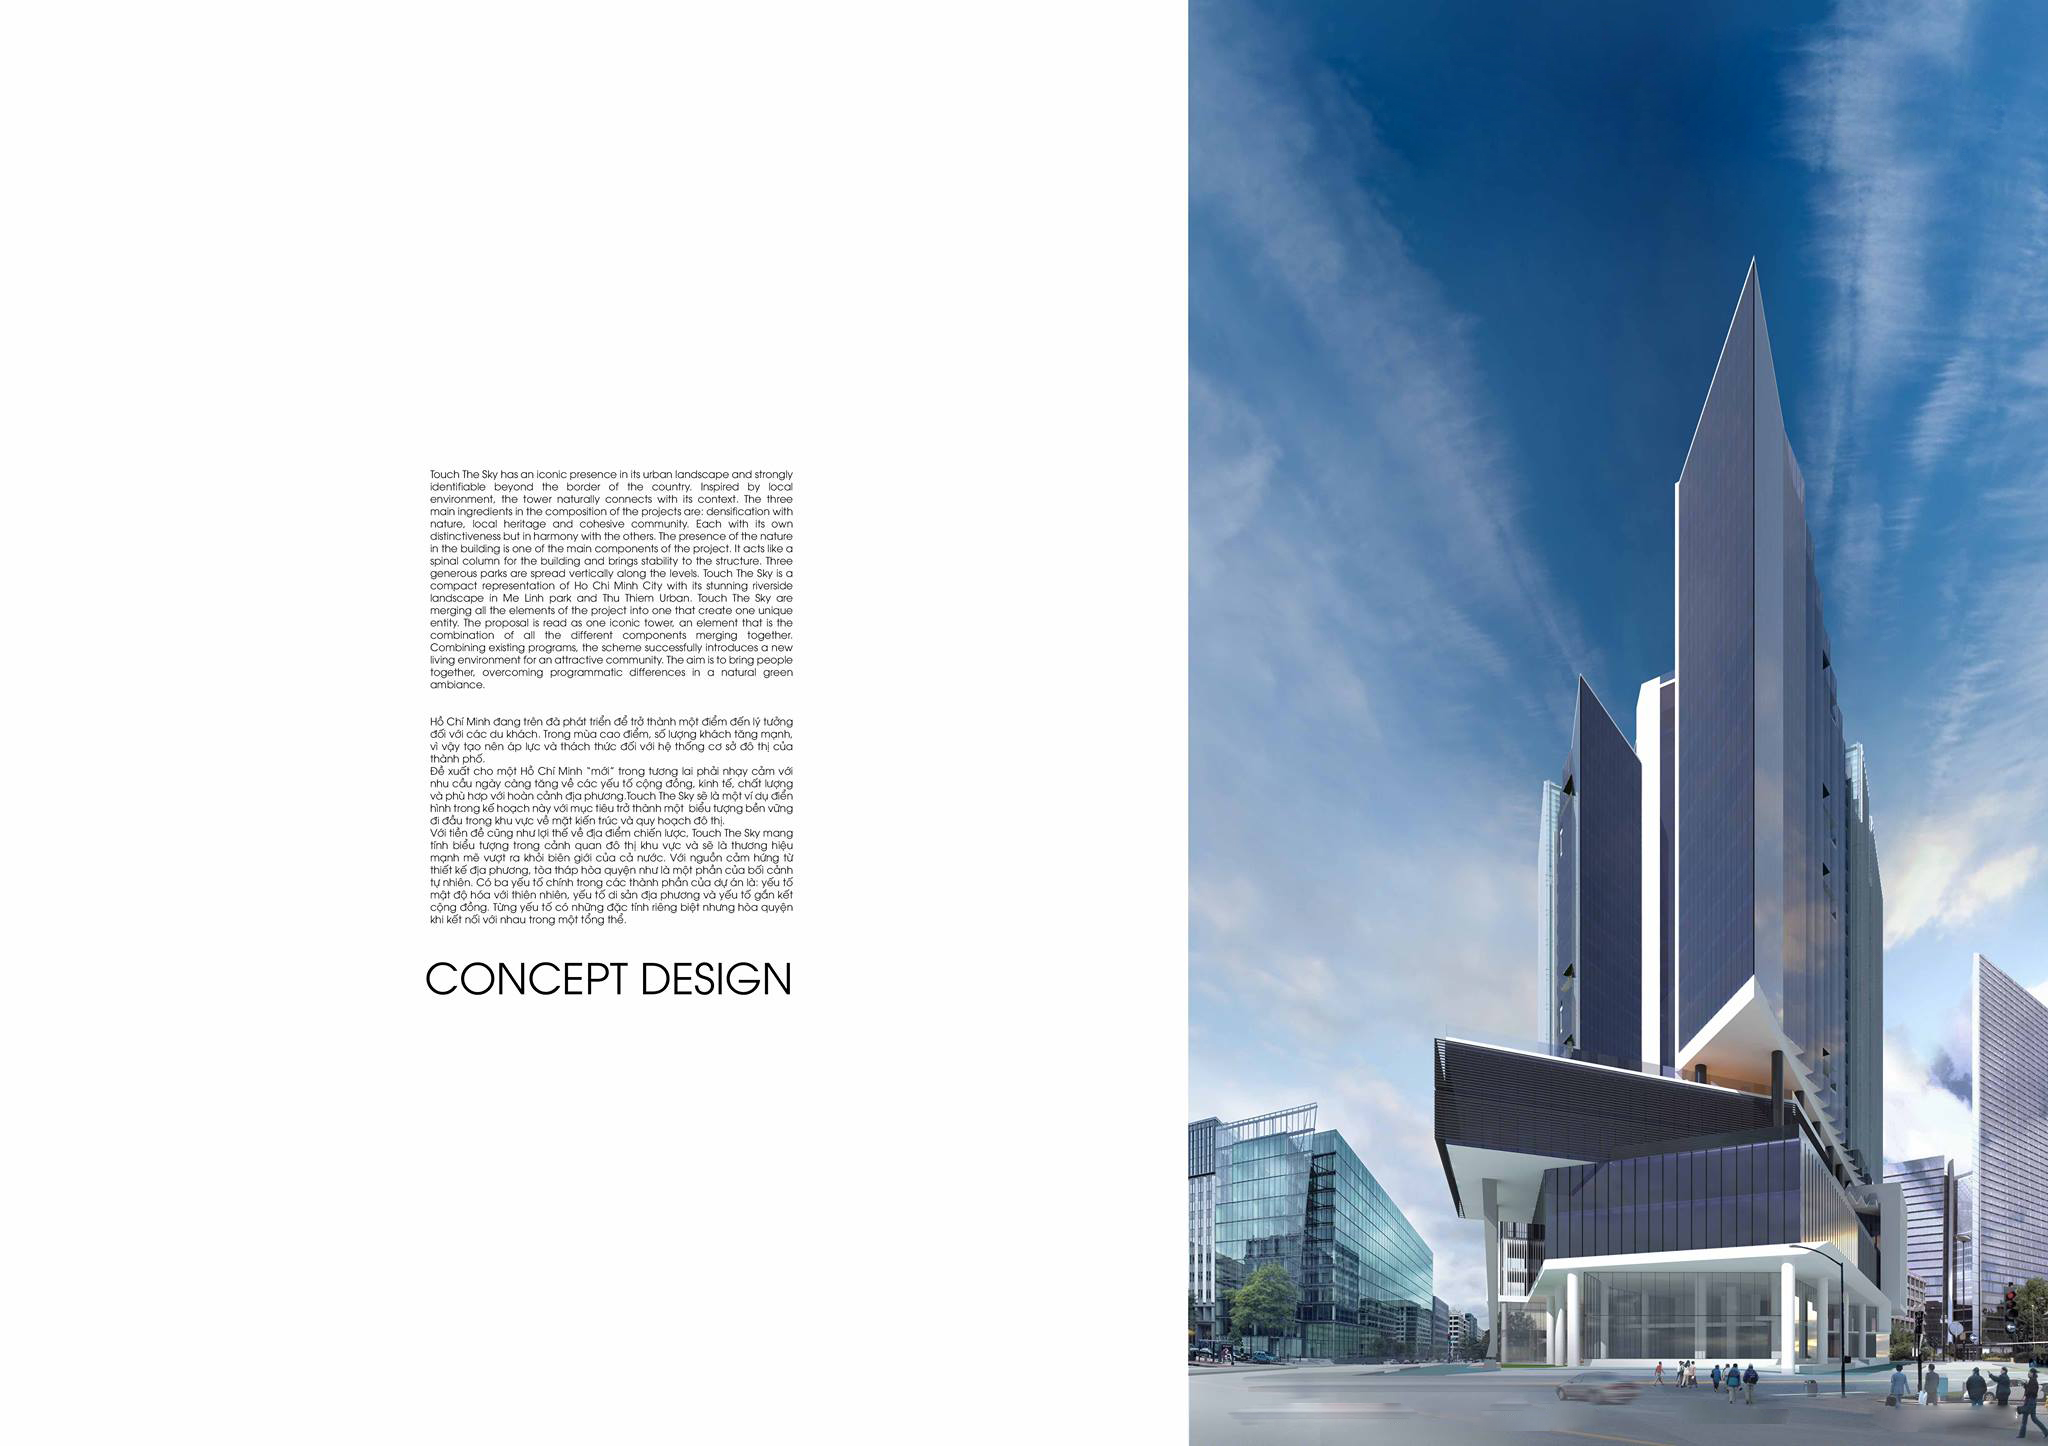 Touch The Sky has an iconic presence in its urban landscape and strongly
identifiable beyond the border of the country. Inspired by local
environment, the tower naturally connects with its context. The three
main ingredients in the composition of the projects are: densification with
nature, local heritage and cohesive community. Each with its own
distinctiveness but in harmony with the others. The presence of the nature
in the building is one of the main components of the project. It acts like a
spinal column for the building and brings stability to the structure. Three
generous parks are spread vertically along the levels. Touch The Sky is a
compact representation of Ho Chi Minh City with its stunning riverside
landscape in Me Linh park and Thu Thiem Urban. Touch The Sky are
merging all the elements of the project into one that create one unique
entity. The proposal is read as one iconic tower, an element that is the
combination of all the different components merging together.
Combining existing programs, the scheme successfully introduces a new
living environment for an attractive community. The aim is to bring people
together, overcoming programmatic differences in a natural green
ambiance.
Hồ Chí Minh đang trên đà phát triển để trở thành một điểm đến lý tưởng
đối với các du khách. Trong mùa cao điểm, số lượng khách tăng mạnh,
vì vậy tạo nên áp lực và thách thức đối với hệ thống cơ sở đô thị của
thành phố.
Đề xuất cho một Hồ Chí Minh "mới" trong tương lai phải nhạy cảm với
nhu cầu ngày càng tăng về các yếu tố cộng đồng, kinh tế, chất lượng
và phù hợp với hoàn cảnh địa phương.Touch The Sky sẽ là một ví dụ điển
hình trong kế hoạch này với mục tiêu trở thành một biểu tượng bền vững
đi đầu trong khu vực về mặt kiến trúc và quy hoạch đô thị.
Với tiền đề cũng như lợi thế về địa điểm chiến lược, Touch The Sky mang
tính biểu tượng trong cảnh quan đô thị khu vực và sẽ là thương hiệu
mạnh mẽ vượt ra khỏi biên giới của cả nước. Với nguồn cảm hứng từ
thiết kế địa phương, tòa tháp hòa quyện như là một phần của bối cảnh
tự nhiên. Có ba yếu tố chính trong các thành phần của dự án là: yếu tố
mật độ hóa với thiên nhiên, yếu tố di sản địa phương và yếu tố gắn kết
cộng đồng. Từng yếu tố có những đặc tính riêng biệt nhưng hòa quyện
khi kết nối với nhau trong một tổng thể.
CONCEPT DESIGN